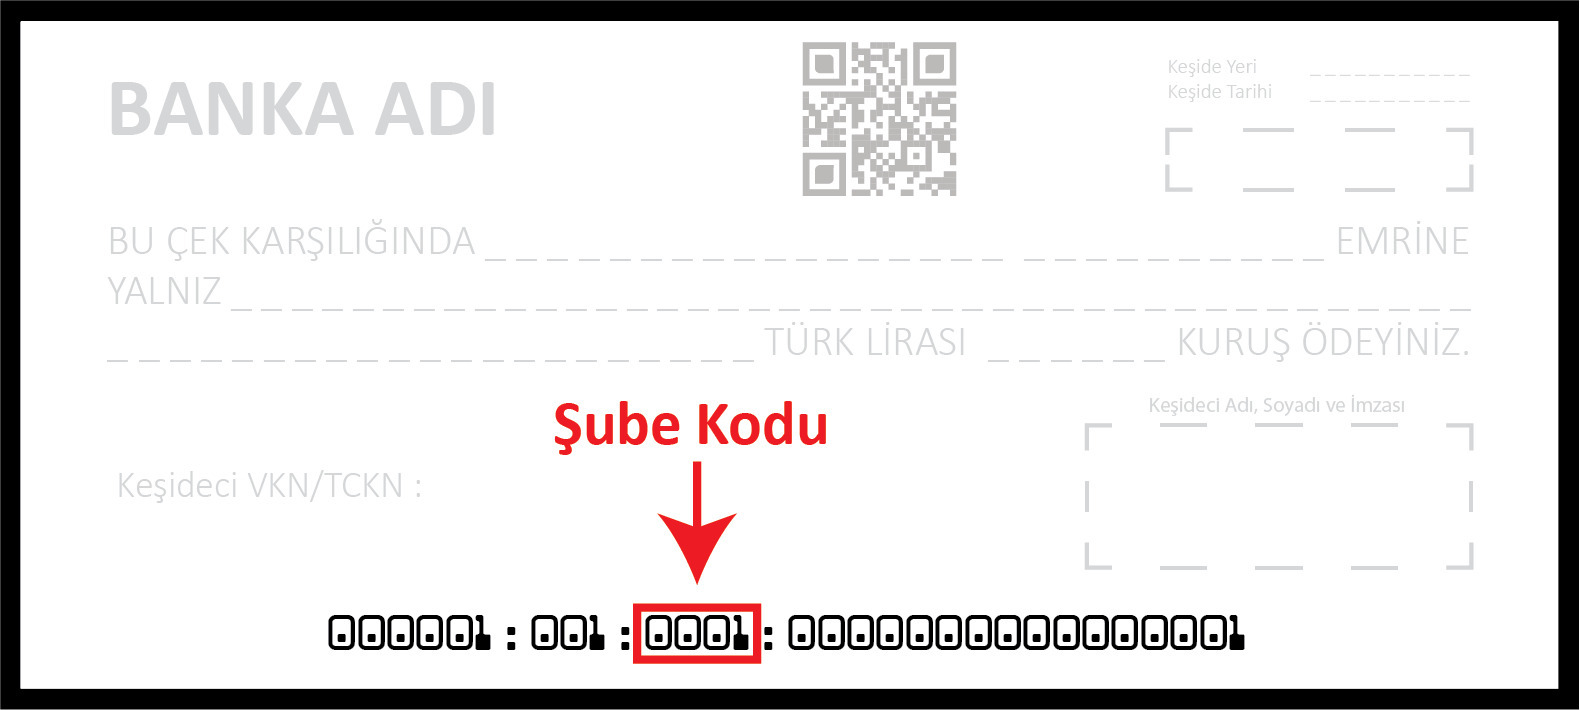 BANKA ADI
Keşide Yeri
Keşide Tarihi
BU ÇEK KARŞILIĞINDA _ _ _ _ _ _ _ _ _ _ _ _ _ _ _ _ _ _ _ _ _ _ _ _ _ _ _ EMRİNE
YALNIZ _ _ _ _ _ _ _ _ _ _ _ _ _ _ _ _ _ _ _ _ _ _ _ _ _ _ _ _ _ _ _ _ _ _ _ _ _ _ _ _
_ _ _ _ _ _ _ _ _ _ _ _ _ _ _ _ _ _ _ _ _ TÜRK LİRASI _ _ _ _ _ _ KURUŞ ÖDEYİNİZ.
Şube Kodu
Keşideci Adı, Soyadı ve İmzası
Keşideci VKN/TCKN :
000001 : 001 : 0001 : 0000000000000001